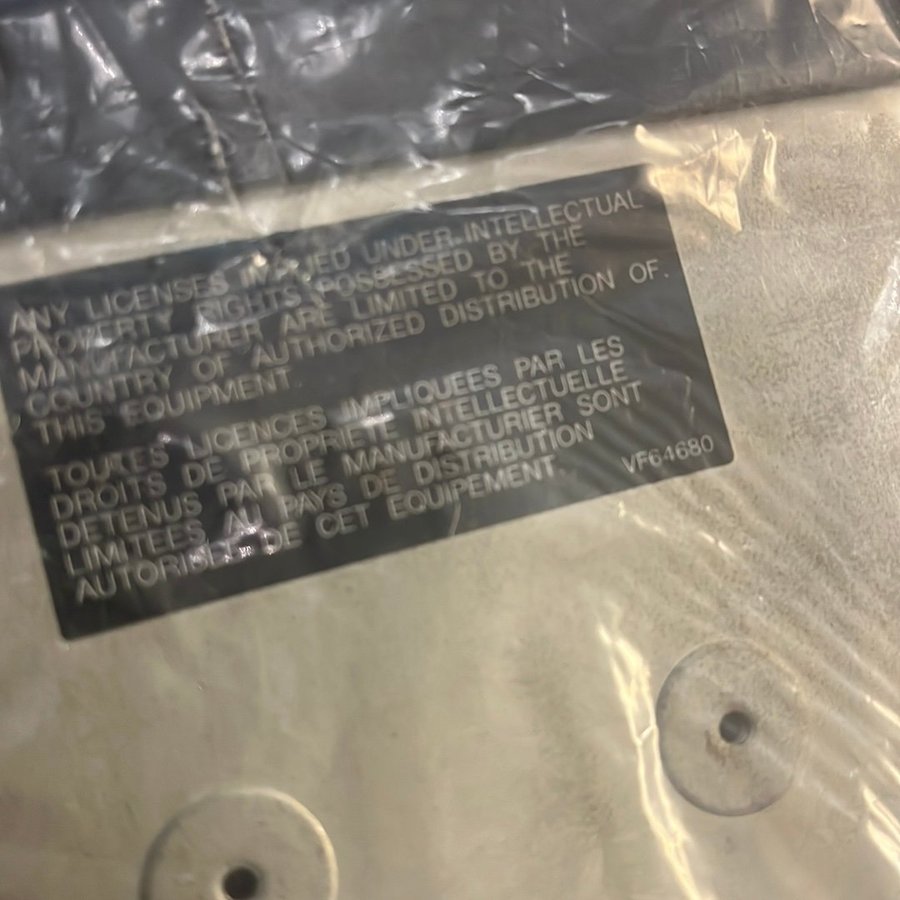 ANY LICENSES IMPLIED UNDER INTELLECTUAL
PROPERTY RIGHTS POSSESSED BY THE
MANUFACTURER ARE LIMITED TO THE
COUNTRY OF AUTHORIZED DISTRIBUTION OF
THIS EQUIPMENT
TOUTES LICENCES IMPLIQUEES PAR LES
DROITS DE PROPRIETE INTELLECTUELLE
DETENUS PAR LE MANUFACTURIER SONT
LIMITEES AU PAYS DE DISTRIBUTION
AUTORISEE DE CET EQUIPEMENT.
VF64680